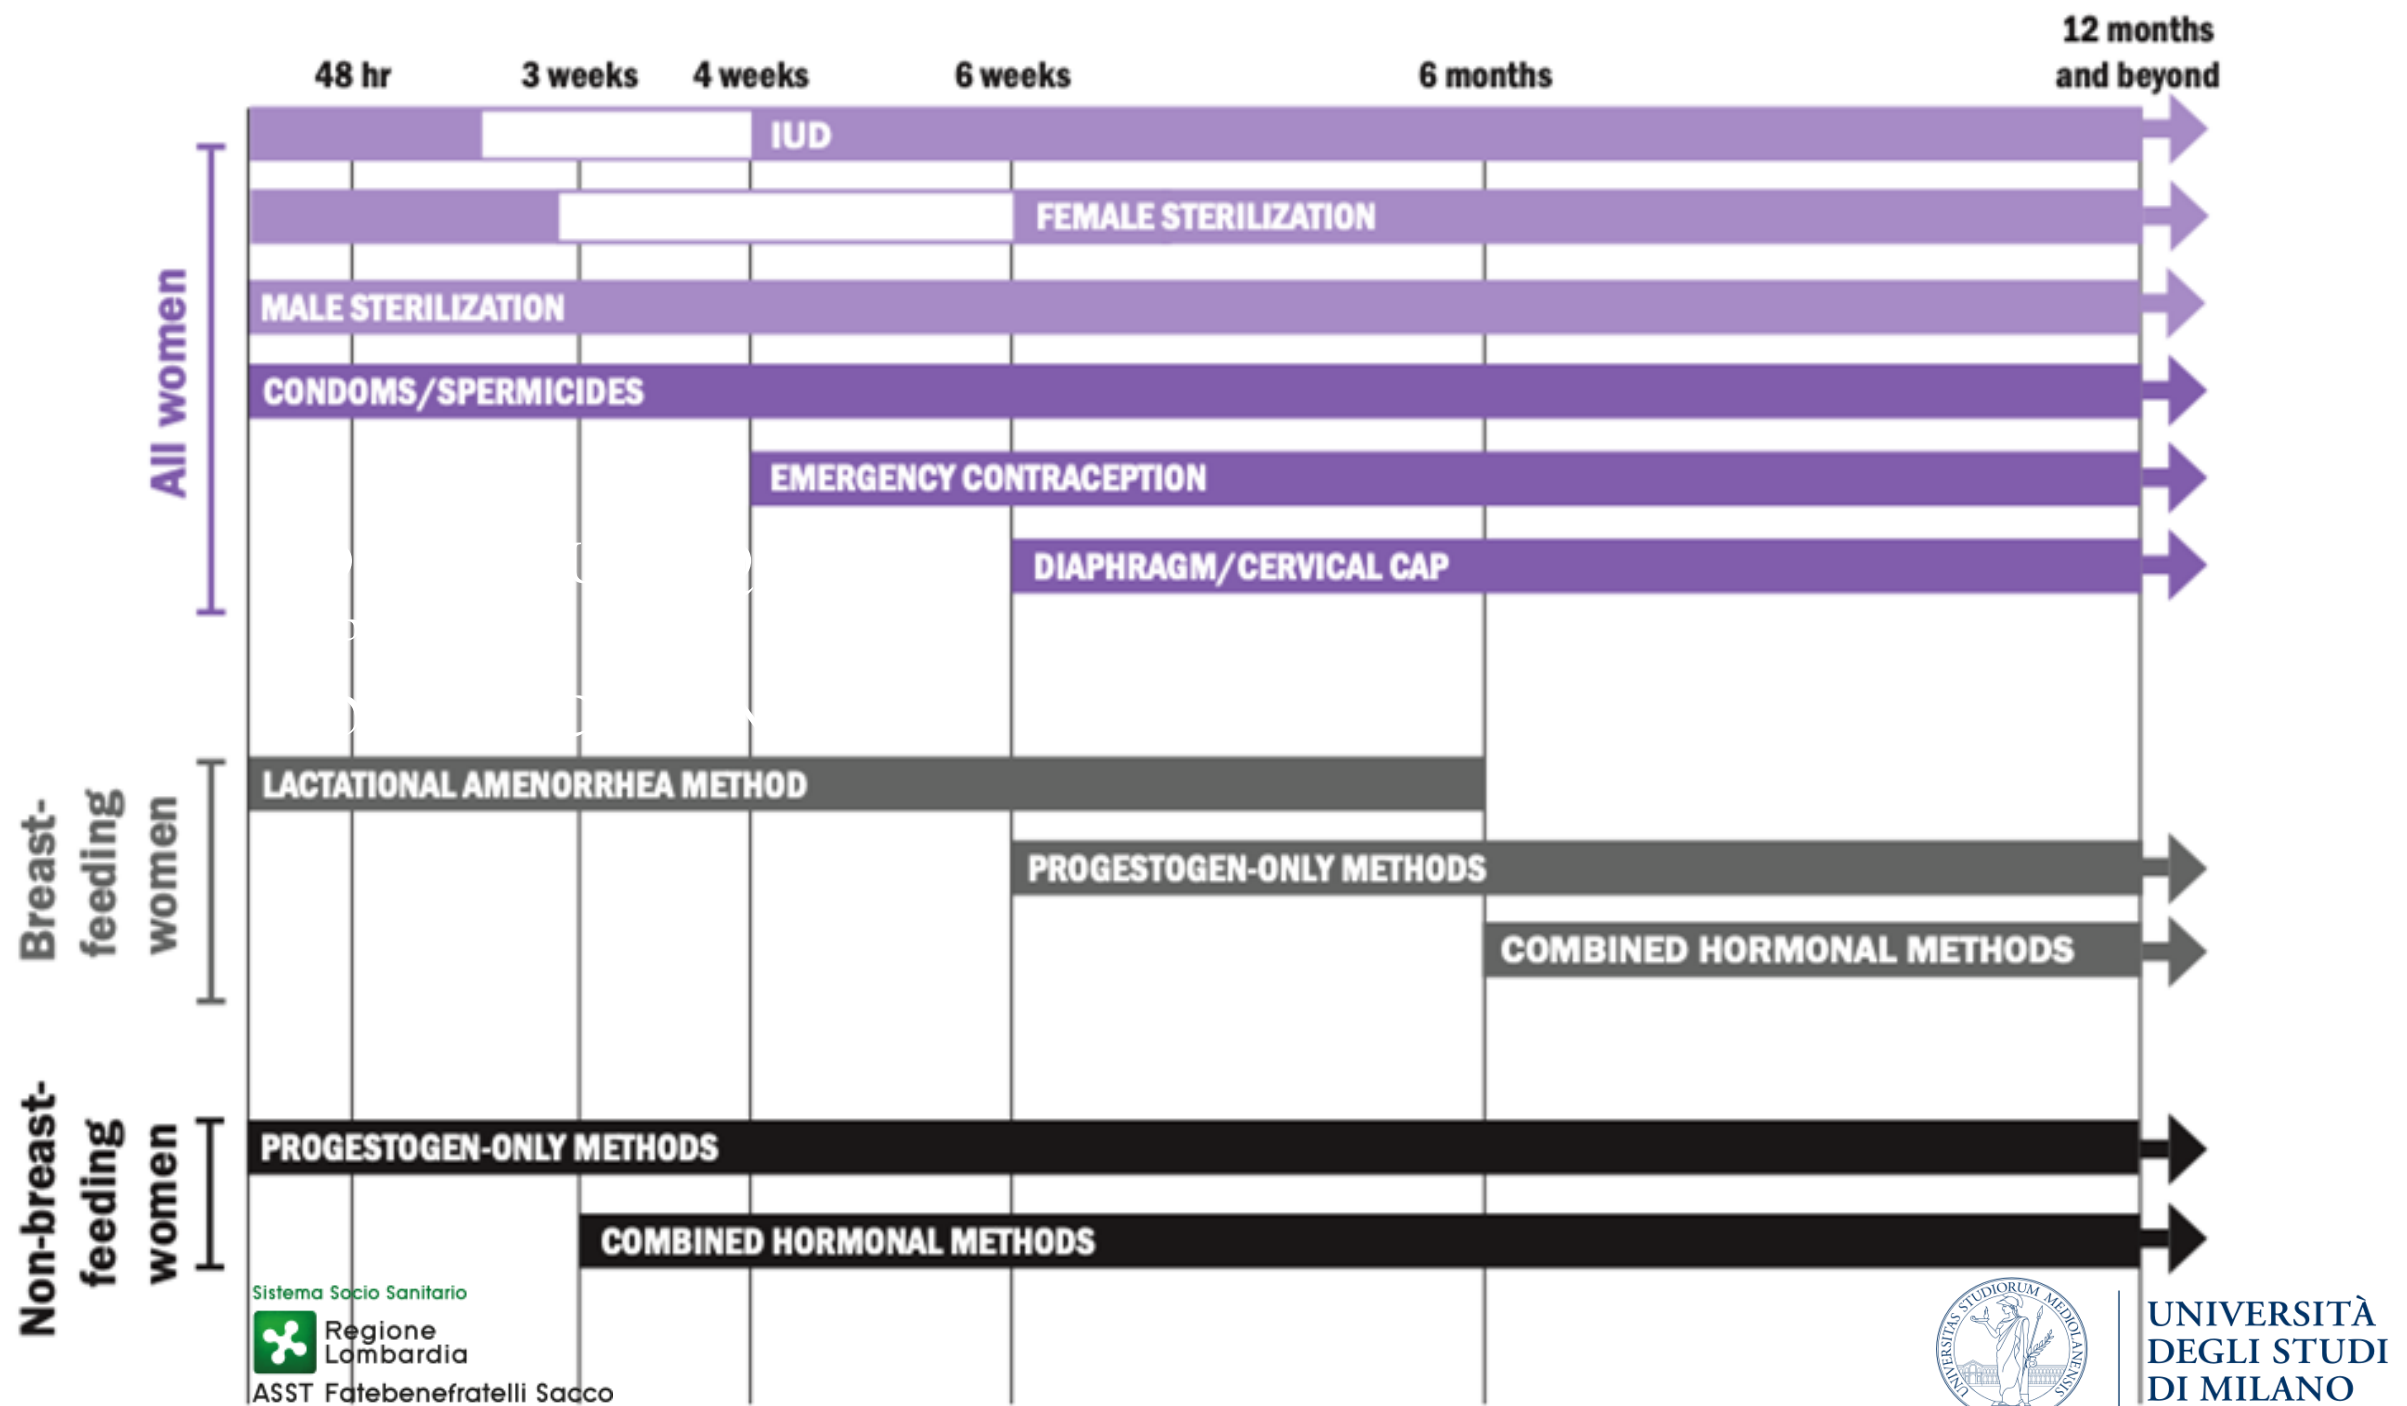 12 months
48 hr 3 weeks 4 weeks 6 weeks 6 months and beyond
All women
IUD
FEMALE STERILIZATION
MALE STERILIZATION
CONDOMS/SPERMICIDES
EMERGENCY CONTRACEPTION
DIAPHRAGM/CERVICAL CAP
Breast-
feeding
women
LACTATIONAL AMENORRHEA METHOD
PROGESTOGEN-ONLY METHODS
COMBINED HORMONAL METHODS
Non-breast-
feeding
women
PROGESTOGEN-ONLY METHODS
COMBINED HORMONAL METHODS
Sistema Socio Sanitario
Regione
Lombardia
ASST Fatebenefratelli Sacco
UNIVERSITAS STUDIORUM MEDIOLANENSIS
UNIVERSITÀ
DEGLI STUDI
DI MILANO